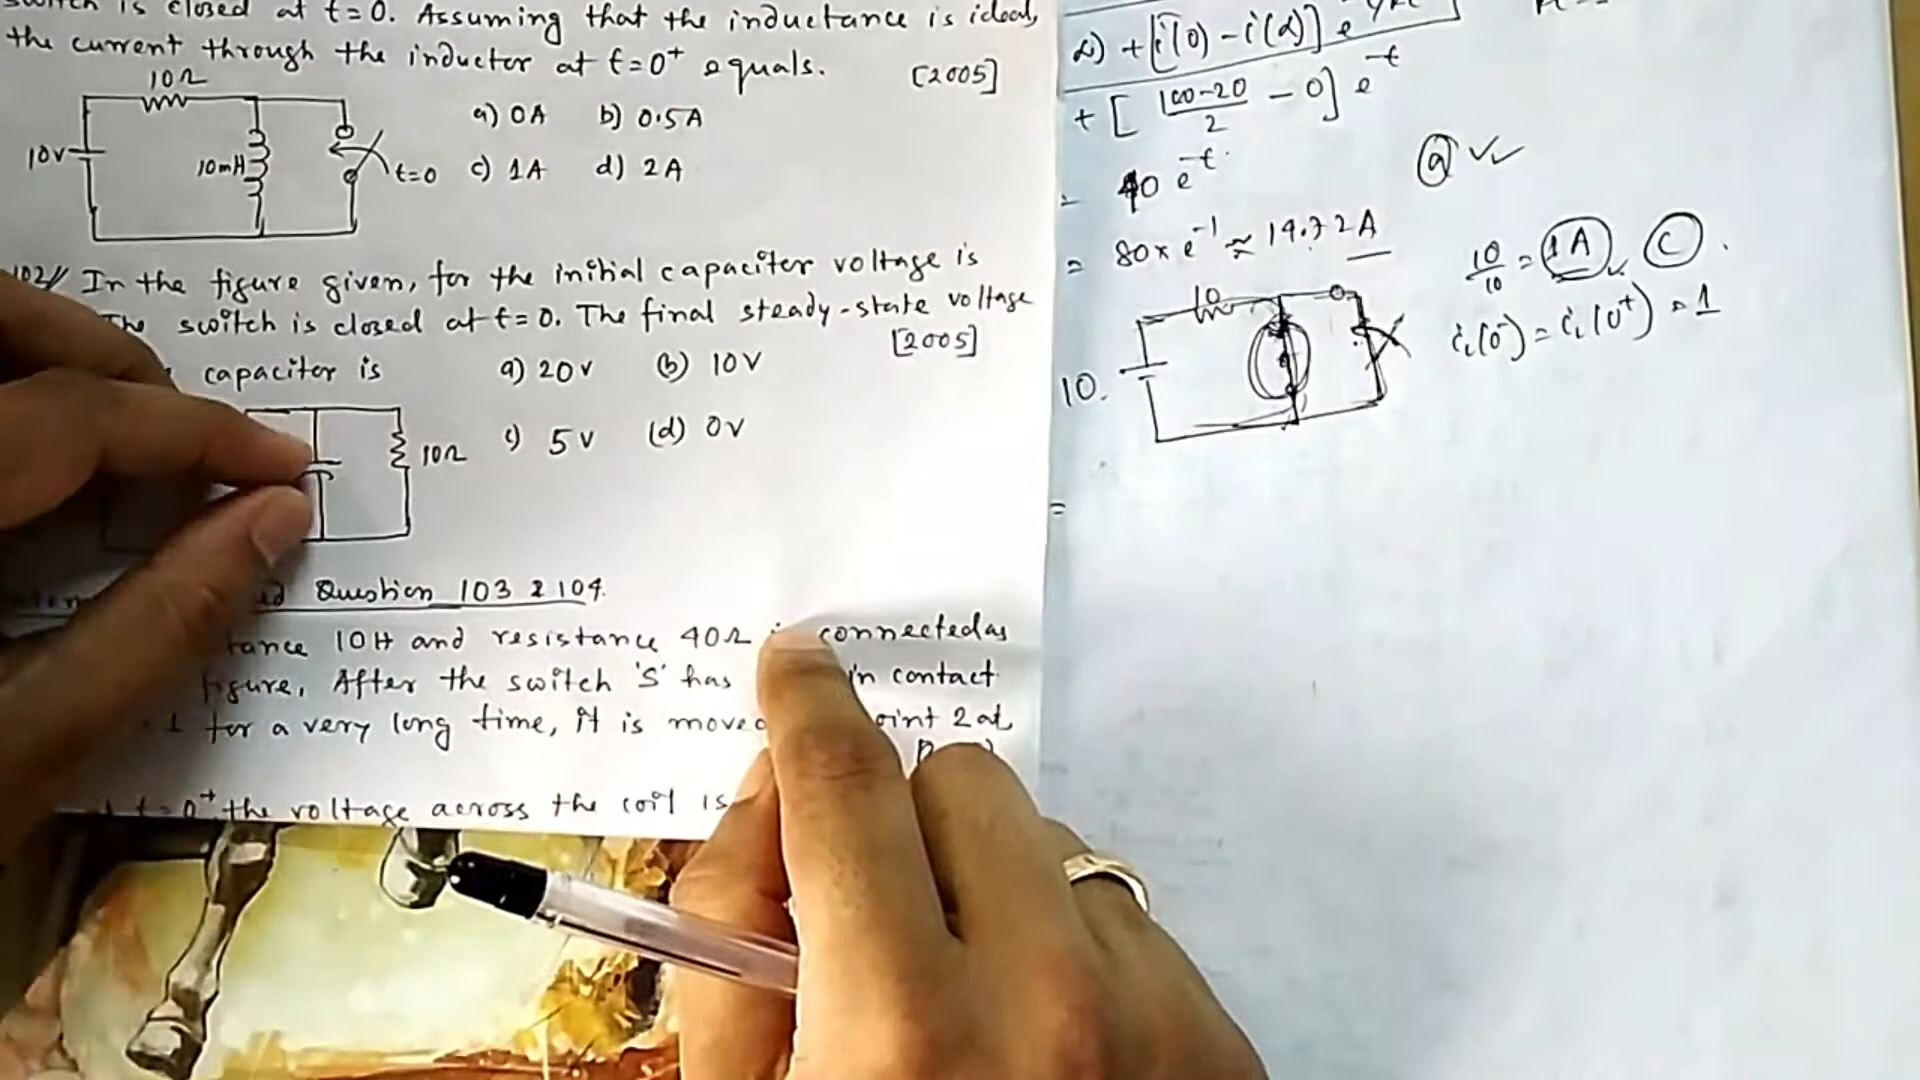 is closed at t=0. Assuming that the inductance is ideal,
the current through the inductor at t=0⁺ equals. [2005]
10Ω
10V
10mH
t=0
a) 0A b) 0.5A
c) 1A d) 2A
102// In the figure given, for the initial capacitor voltage is
The switch is closed at t=0. The final steady-state voltage
capacitor is [2005]
a) 20V (b) 10V
c) 5V (d) 0V
10Ω
Question 103 & 104.
10H and resistance 40Ω connected as
figure, After the switch 'S' has in contact
1 for a very long time, it is moved point 2 at
t=0⁺ the voltage across the coil is
+ [i(0) - i(α)] e
+ [ (100-20)/2 - 0 ] e^-t
= 40 e^-t.
(a) ✓✓
= 80 x e^-1 ≈ 14.72A
10/10 = 1A, (C).
i_L(0^-) = i_L(0^+) = 1
10
10.
=